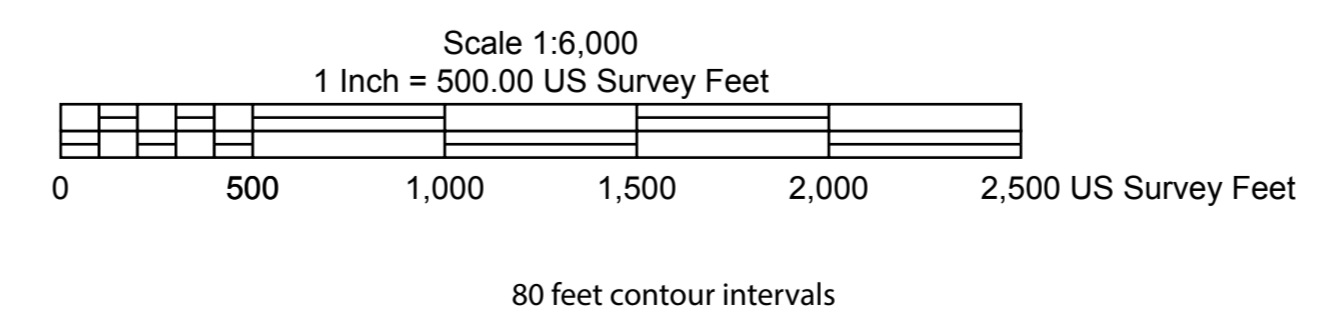 Scale 1:6,000
1 Inch = 500.00 US Survey Feet
0 500 1,000 1,500 2,000 2,500 US Survey Feet
80 feet contour intervals